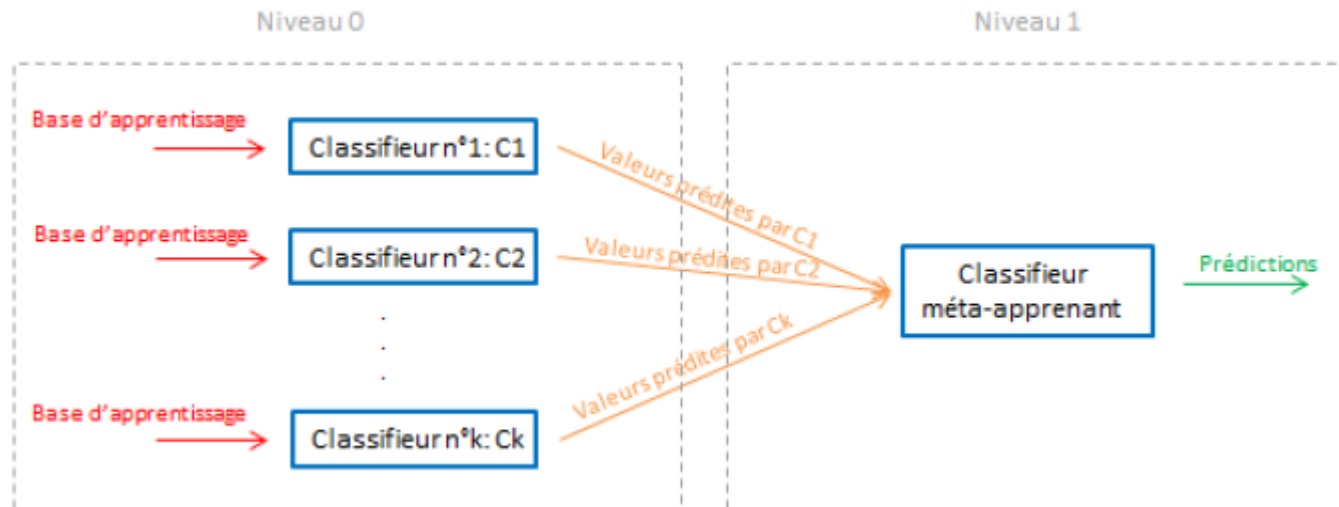 Niveau 0
Niveau 1
Base d'apprentissage
Classifieur n°1: C1
Valeurs prédites par C1
Base d'apprentissage
Classifieur n°2: C2
Valeurs prédites par C2
Classifieur
méta-apprenant
Prédictions
.
.
.
Valeurs prédites par Ck
Base d'apprentissage
Classifieur n°k: Ck